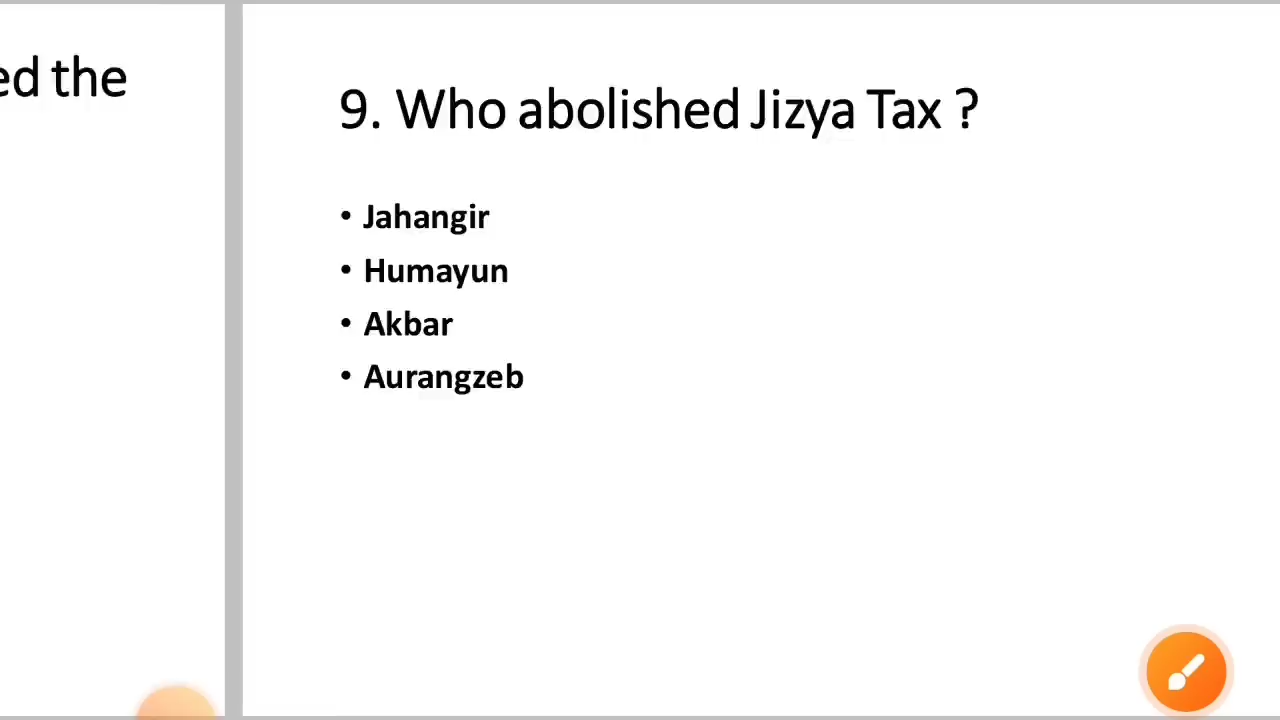 ed the
9. Who abolished Jizya Tax ?
• Jahangir
• Humayun
• Akbar
• Aurangzeb